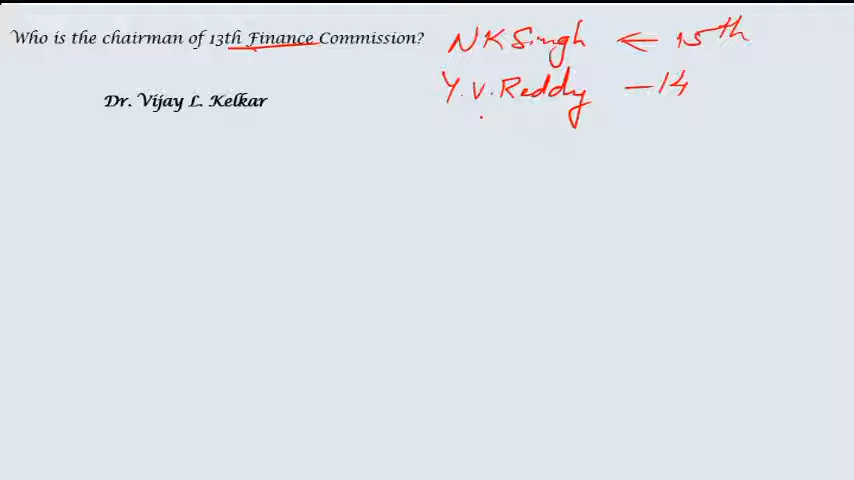 Who is the chairman of 13th Finance Commission?
NK Singh ← 15th
Y.V. Reddy - 14
Dr. Vijay L. Kelkar